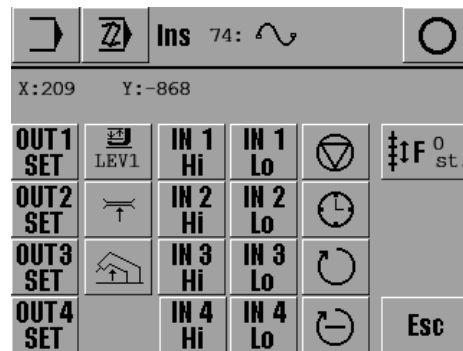 Ins 74:
X:209 Y:-868
OUT1 SET
LEV1
IN 1 Hi
IN 1 Lo
F 0 st.
OUT2 SET
IN 2 Hi
IN 2 Lo
OUT3 SET
IN 3 Hi
IN 3 Lo
OUT4 SET
IN 4 Hi
IN 4 Lo
Esc